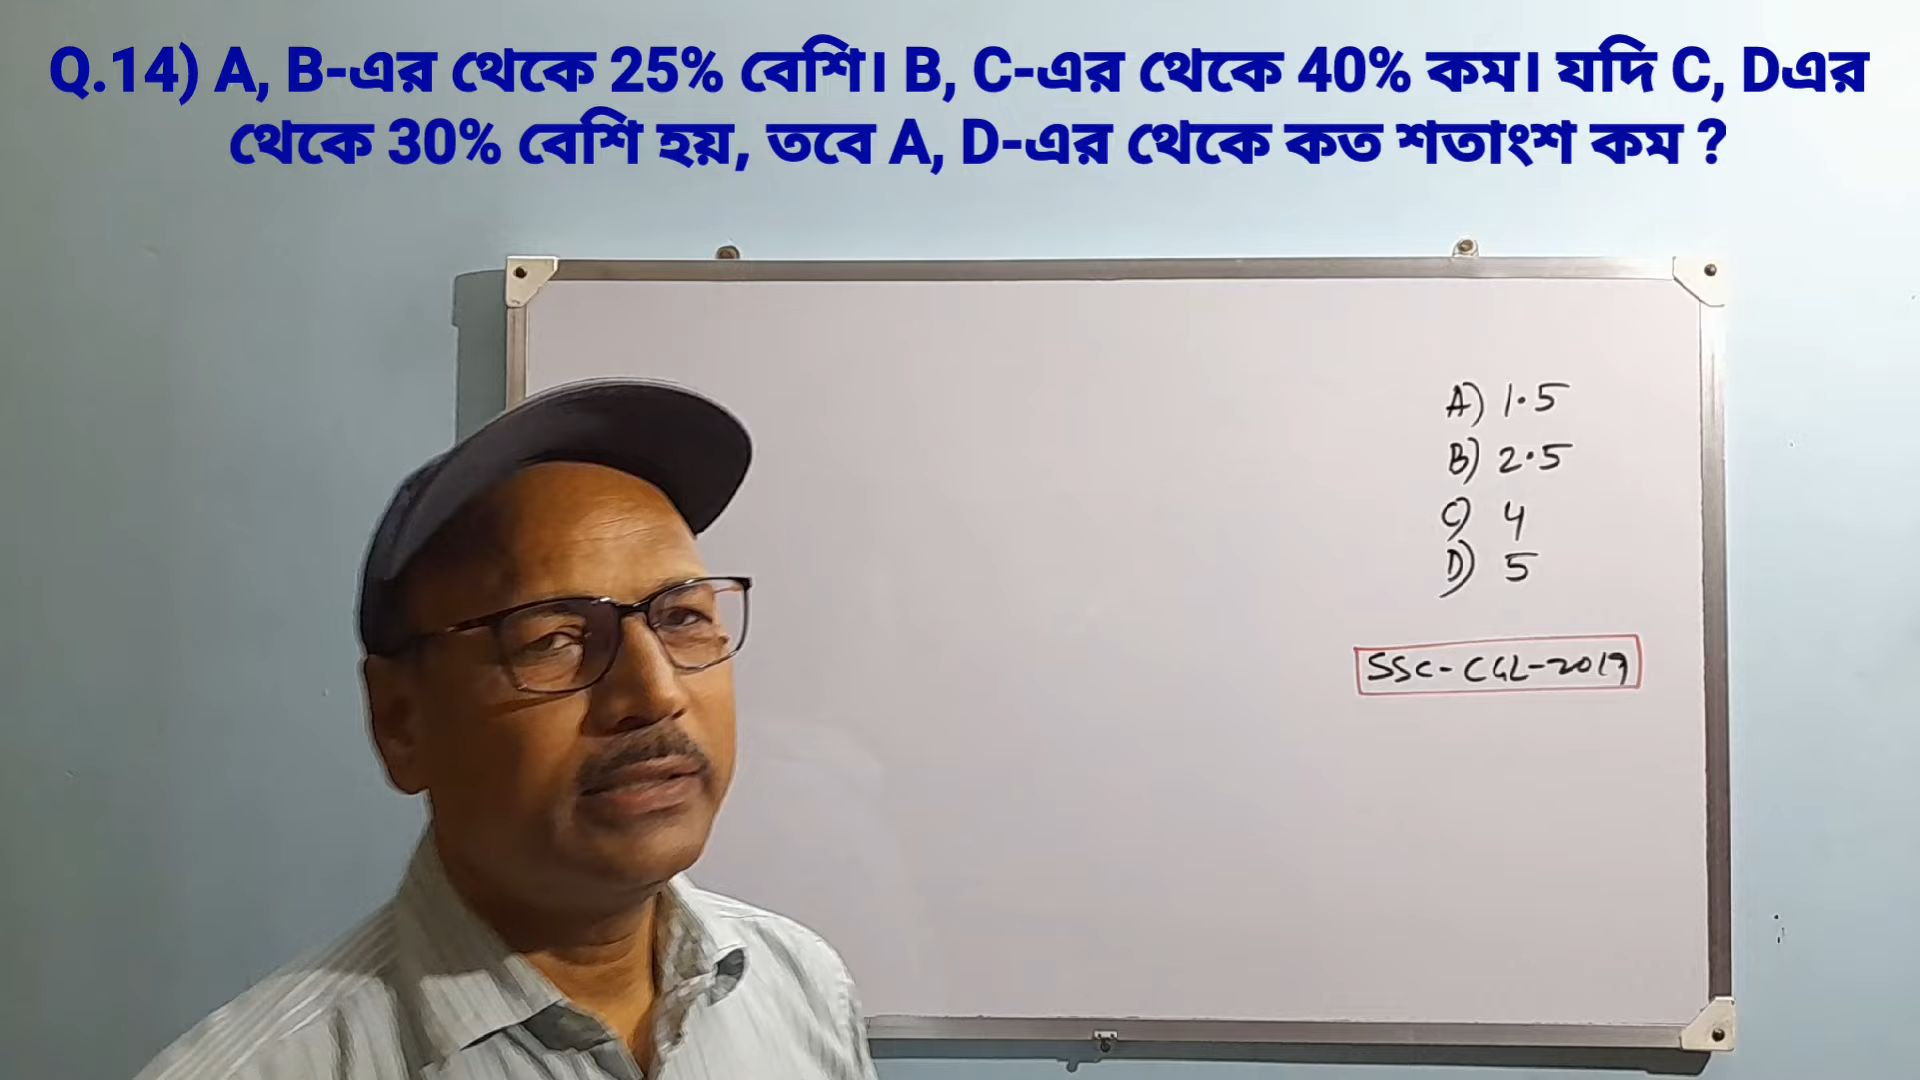 Q.14) A, B-এর থেকে 25% বেশি। B, C-এর থেকে 40% কম। যদি C, Dএর
থেকে 30% বেশি হয়, তবে A, D-এর থেকে কত শতাংশ কম ?
A) 1.5
B) 2.5
C) 4
D) 5
SSC-CGL-2019